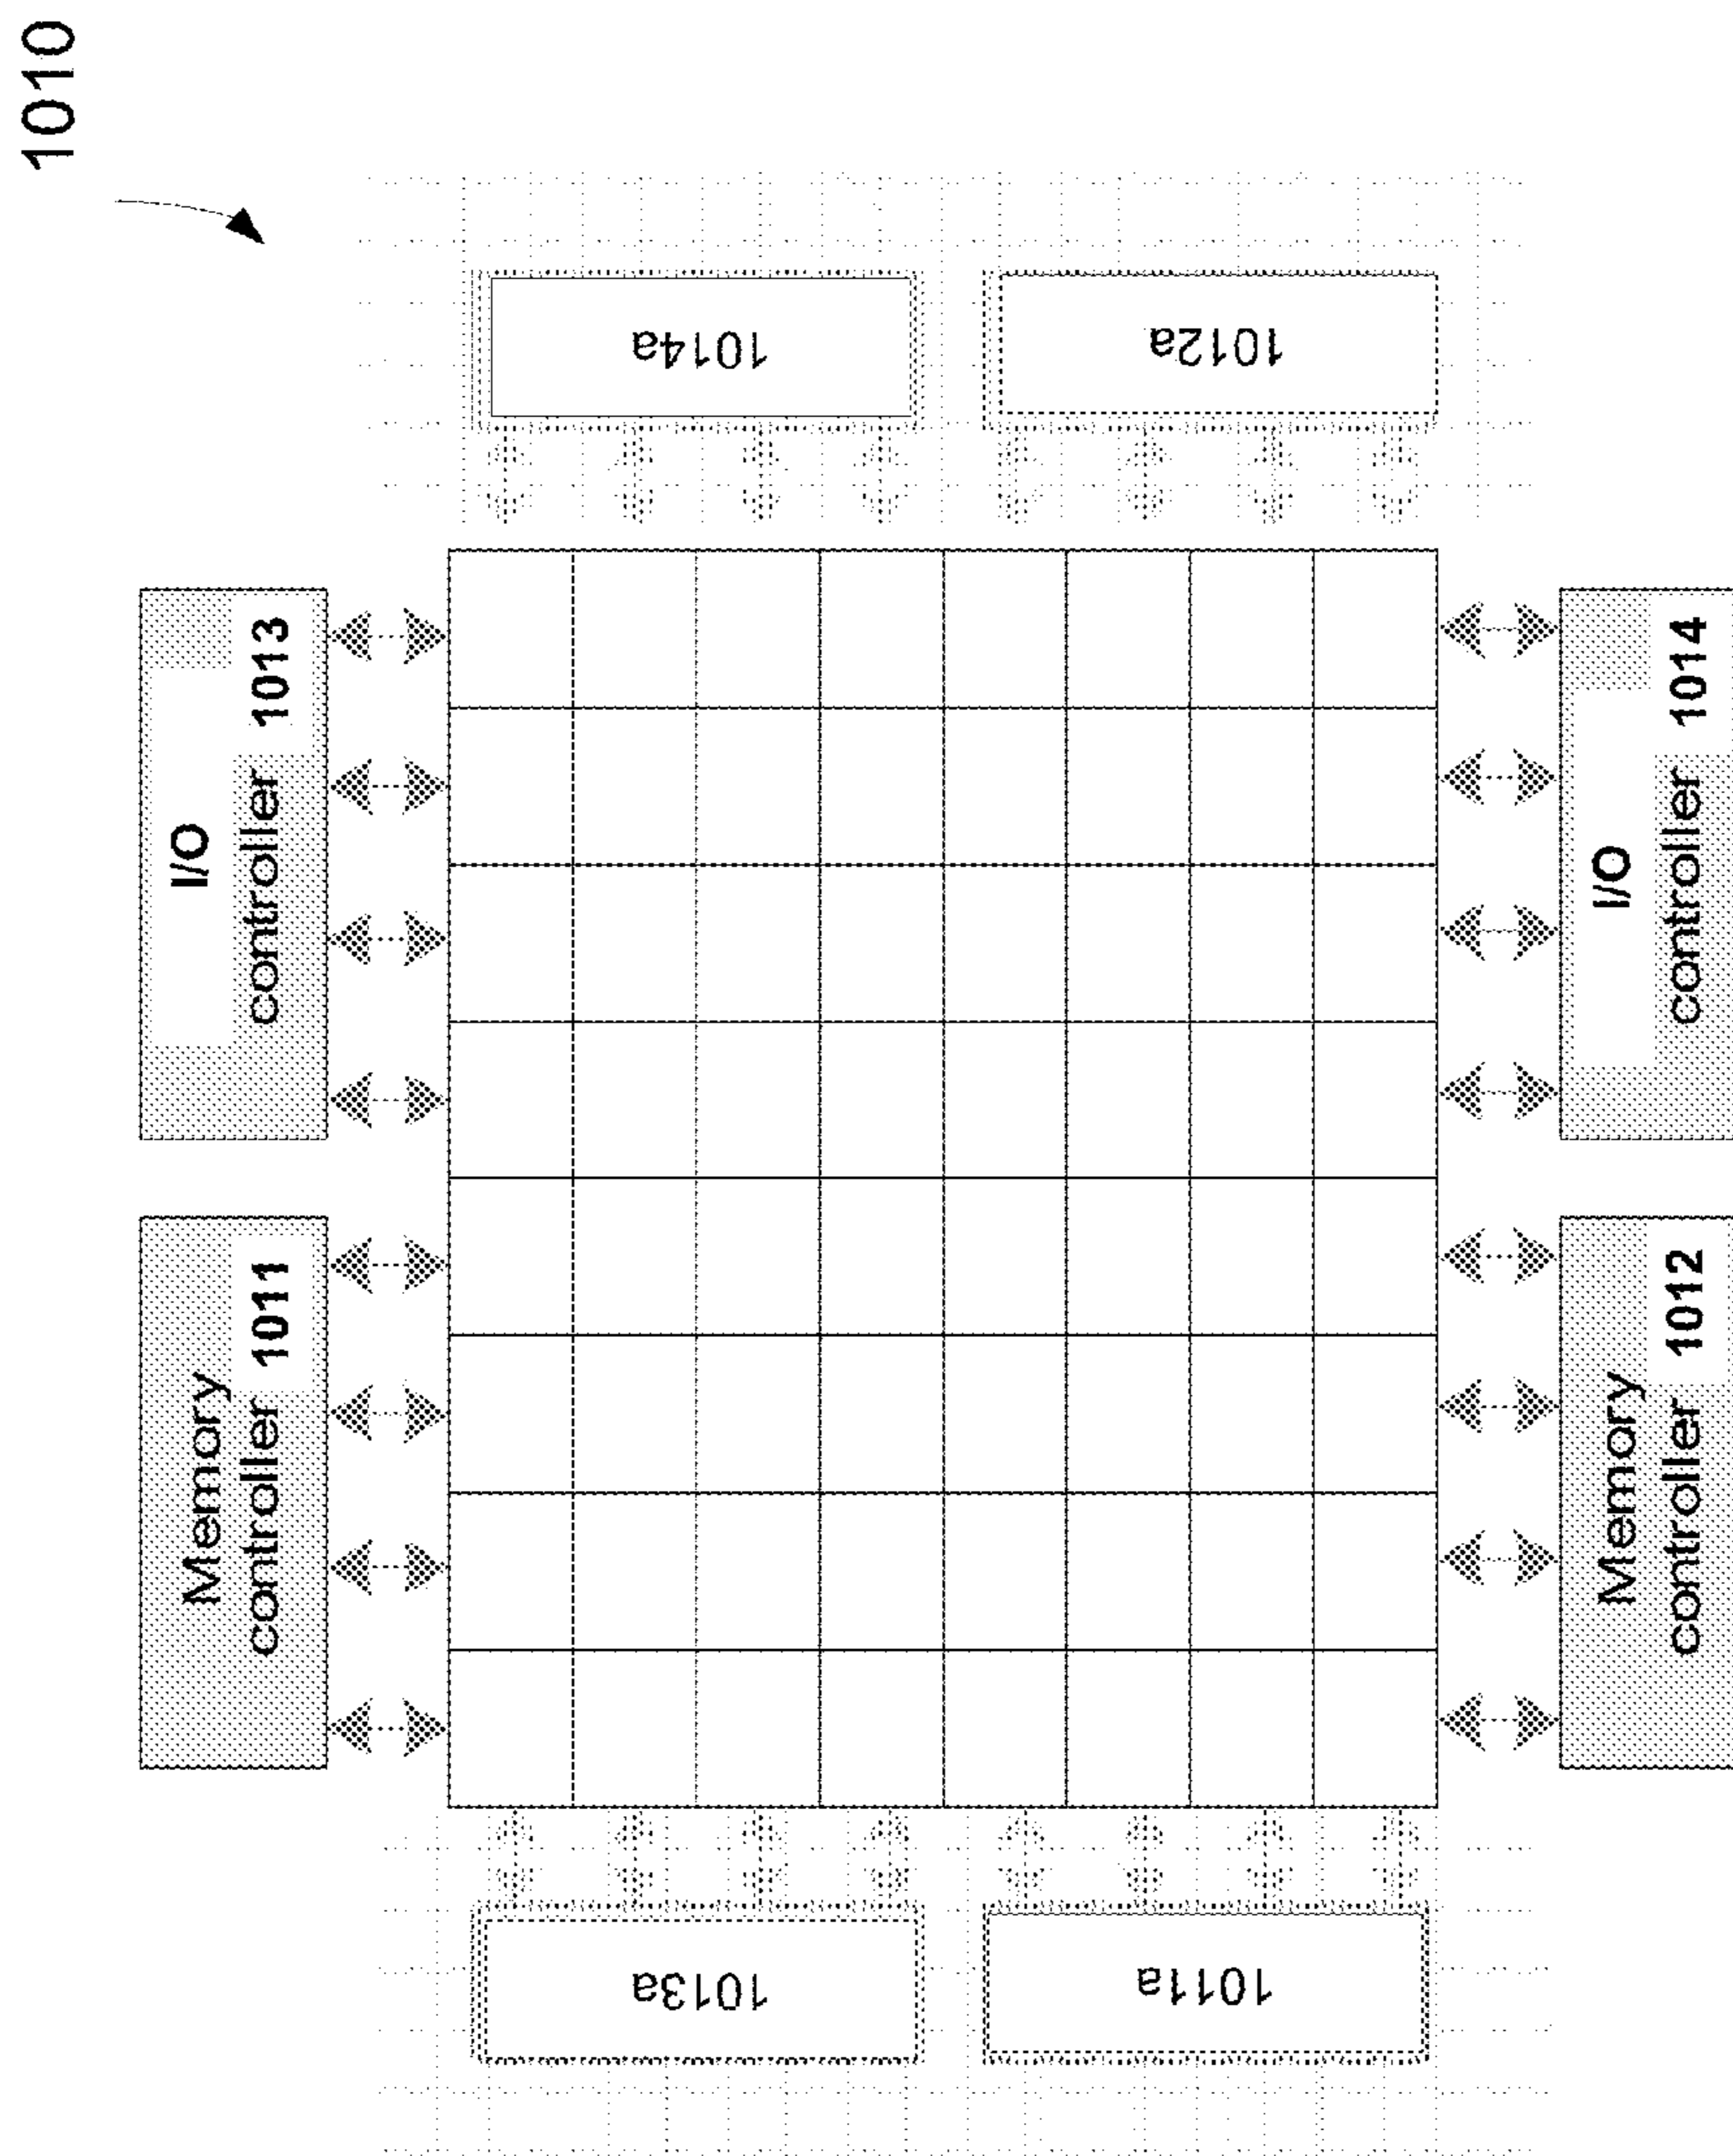 1010
I/O
controller 1013
Memory
controller 1011
1014a
1012a
1013a
1011a
I/O
controller 1014
Memory
controller 1012